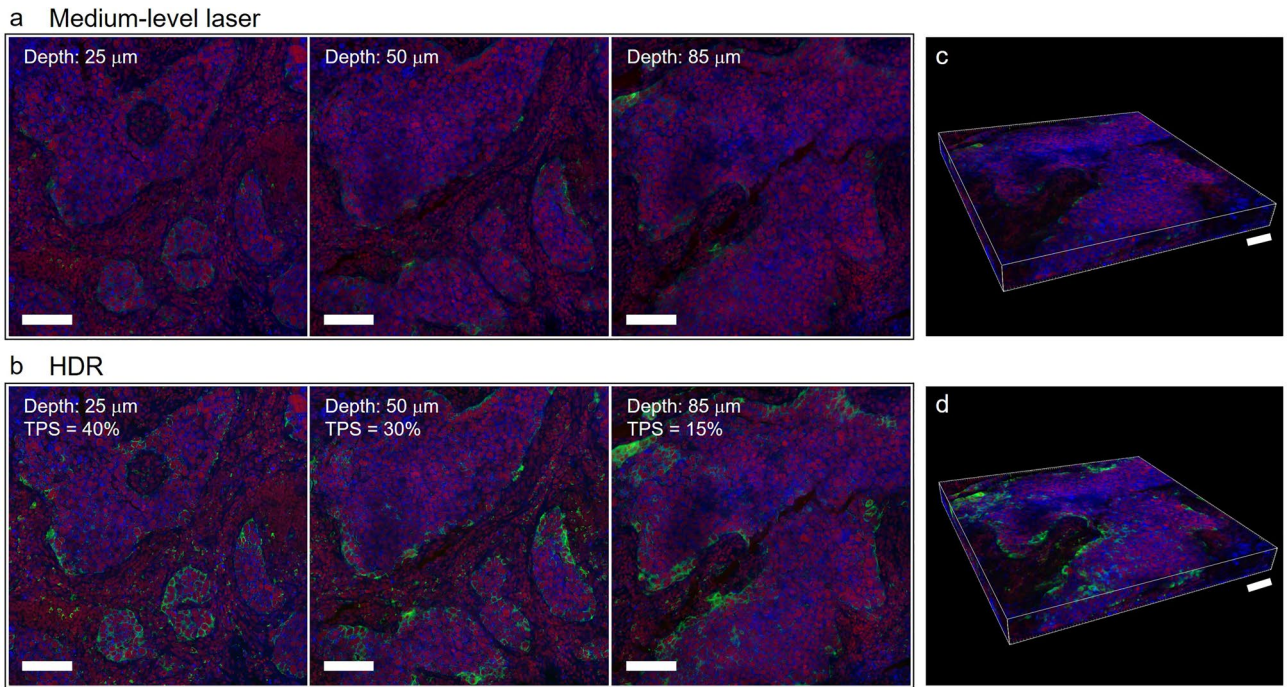 a Medium-level laser
Depth: 25 μm
Depth: 50 μm
Depth: 85 μm
c
b HDR
Depth: 25 μm
TPS = 40%
Depth: 50 μm
TPS = 30%
Depth: 85 μm
TPS = 15%
d